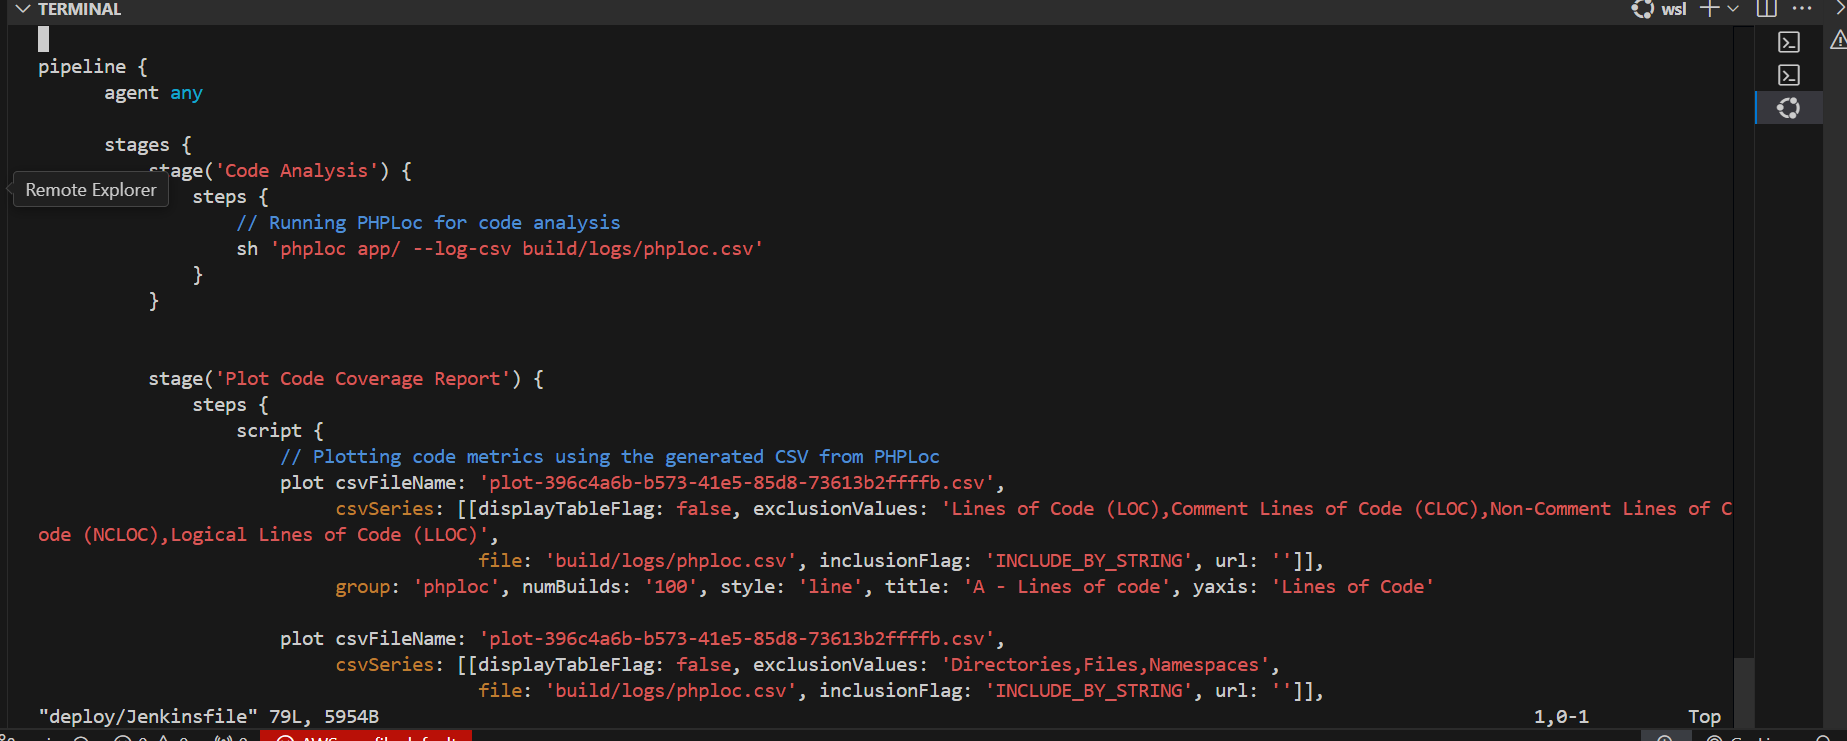 TERMINAL
wsl
pipeline {
agent any
stages {
stage('Code Analysis') {
Remote Explorer
steps {
// Running PHPLoc for code analysis
sh 'phploc app/ --log-csv build/logs/phploc.csv'
}
}
stage('Plot Code Coverage Report') {
steps {
script {
// Plotting code metrics using the generated CSV from PHPLoc
plot csvFileName: 'plot-396c4a6b-b573-41e5-85d8-73613b2ffffb.csv',
csvSeries: [[displayTableFlag: false, exclusionValues: 'Lines of Code (LOC),Comment Lines of Code (CLOC),Non-Comment Lines of C
ode (NCLOC),Logical Lines of Code (LLOC)',
file: 'build/logs/phploc.csv', inclusionFlag: 'INCLUDE_BY_STRING', url: '']],
group: 'phploc', numBuilds: '100', style: 'line', title: 'A - Lines of code', yaxis: 'Lines of Code'
plot csvFileName: 'plot-396c4a6b-b573-41e5-85d8-73613b2ffffb.csv',
csvSeries: [[displayTableFlag: false, exclusionValues: 'Directories,Files,Namespaces',
file: 'build/logs/phploc.csv', inclusionFlag: 'INCLUDE_BY_STRING', url: '']],
"deploy/Jenkinsfile" 79L, 5954B 1,0-1 Top